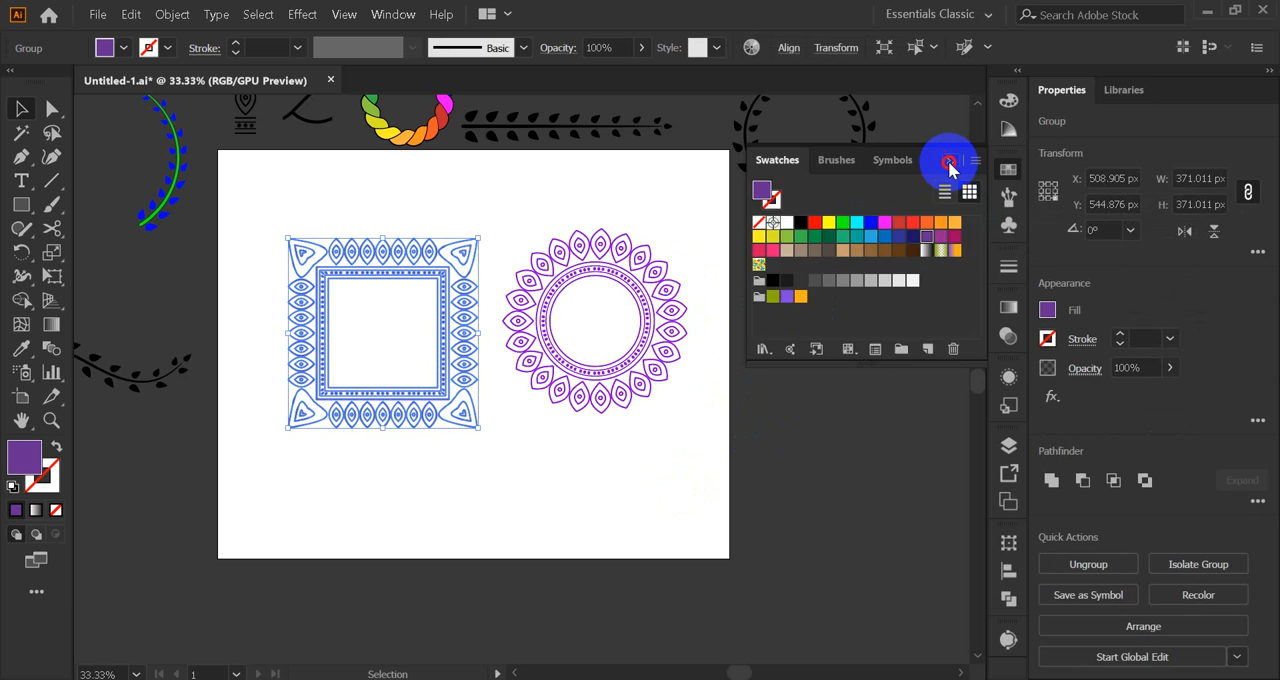 Ai File Edit Object Type Select Effect View Window Help Essentials Classic Search Adobe Stock
Group Stroke: Basic Opacity: 100% Style: Align Transform
Untitled-1.ai* @ 33.33% (RGB/GPU Preview) ×
Properties Libraries
Group
Swatches Brushes Symbols
Transform
X: 508.905 px W: 371.011 px
Y: 544.876 px H: 371.011 px
0°
Appearance
Fill
Stroke
Opacity 100%
fx.
Pathfinder
Expand
Quick Actions
Ungroup Isolate Group
Save as Symbol Recolor
Arrange
Start Global Edit
33.33% 1 Selection